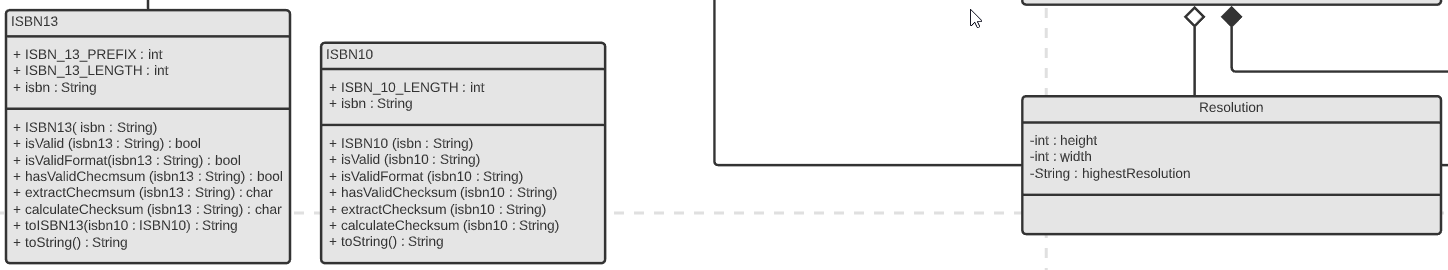 ISBN13
+ ISBN_13_PREFIX : int
+ ISBN_13_LENGTH : int
+ isbn : String
+ ISBN13( isbn : String)
+ isValid (isbn13 : String) : bool
+ isValidFormat(isbn13 : String) : bool
+ hasValidChecmsum (isbn13 : String) : bool
+ extractChecmsum (isbn13 : String) : char
+ calculateChecksum (isbn13 : String) : char
+ toISBN13(isbn10 : ISBN10) : String
+ toString() : String
ISBN10
+ ISBN_10_LENGTH : int
+ isbn : String
+ ISBN10 (isbn : String)
+ isValid (isbn10 : String)
+ isValidFormat (isbn10 : String)
+ hasValidChecksum (isbn10 : String)
+ extractChecksum (isbn10 : String)
+ calculateChecksum (isbn10 : String)
+ toString() : String
Resolution
-int : height
-int : width
-String : highestResolution